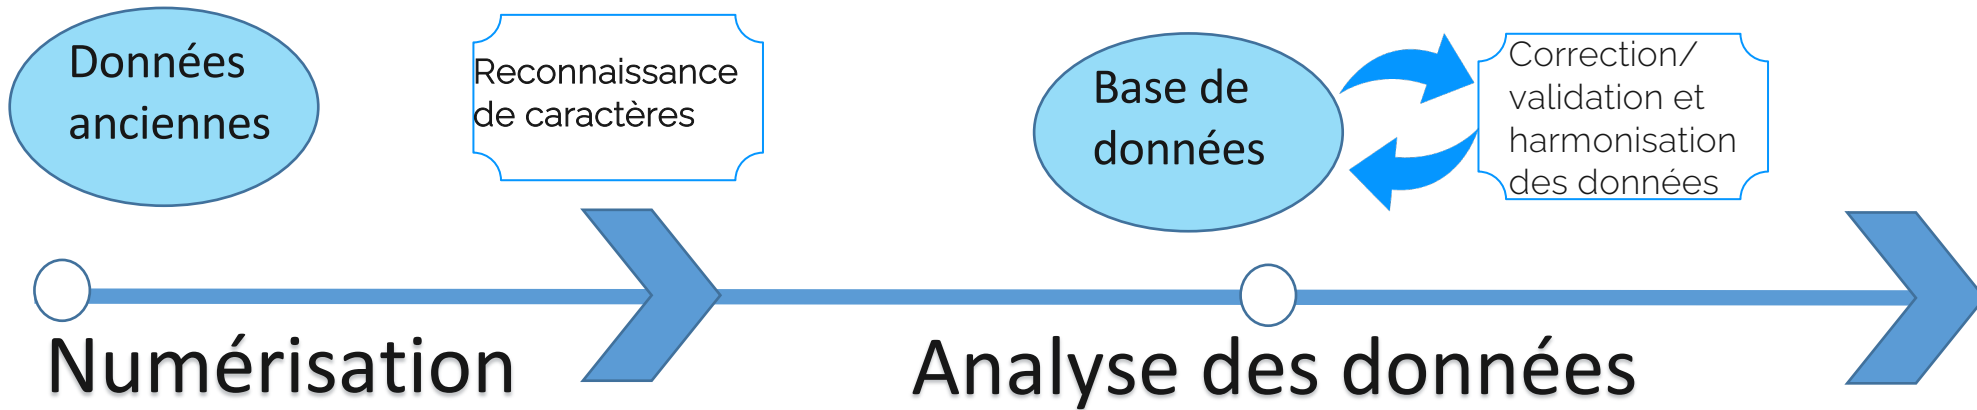 Données
anciennes
Reconnaissance
de caractères
Base de
données
Correction/
validation et
harmonisation
des données
Numérisation
Analyse des données